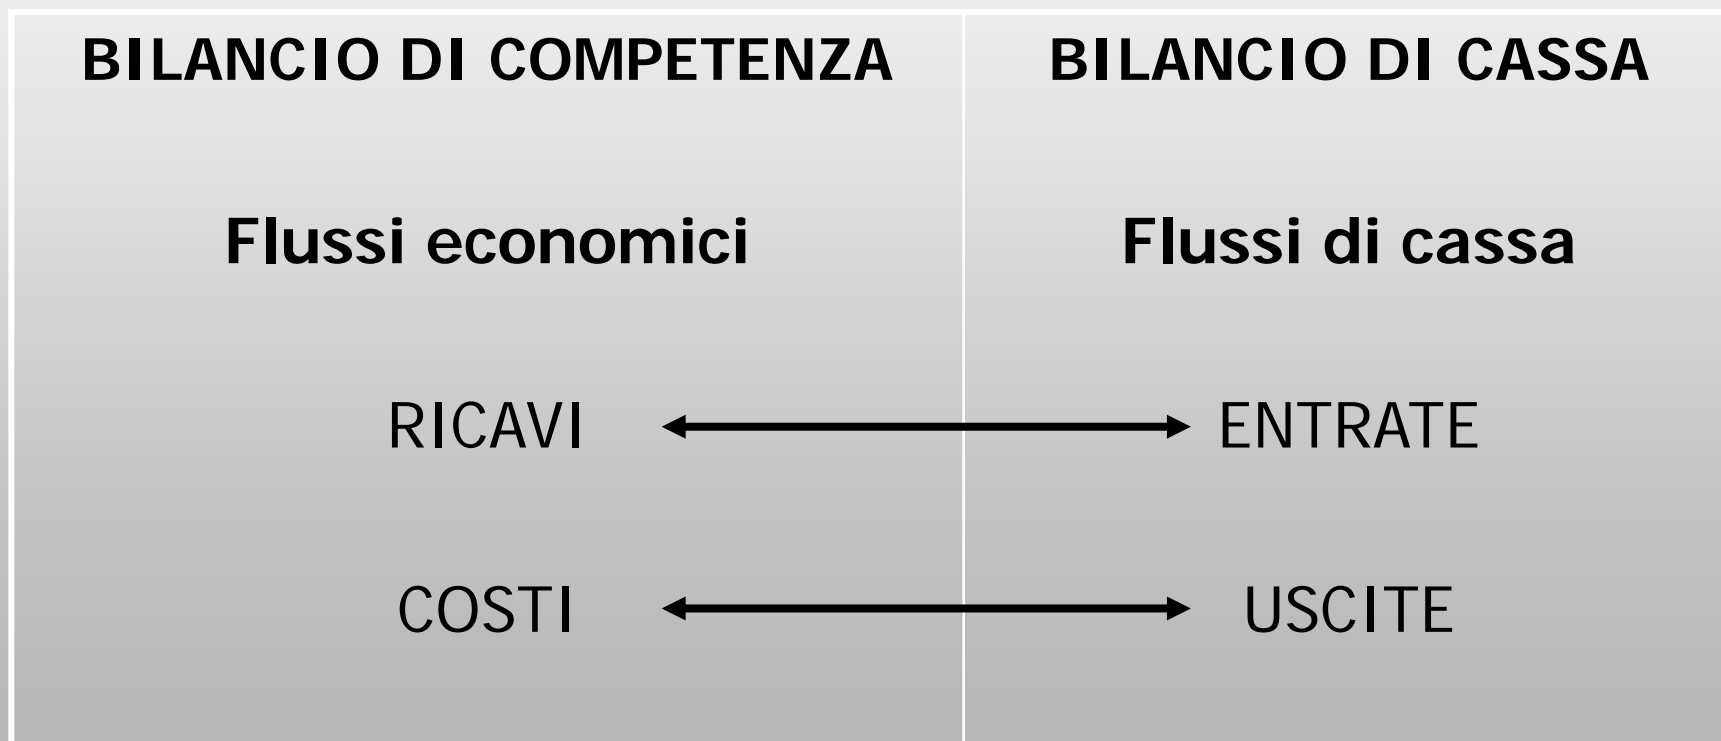 BILANCIO DI COMPETENZA
BILANCIO DI CASSA
Flussi economici
Flussi di cassa
RICAVI
ENTRATE
COSTI
USCITE